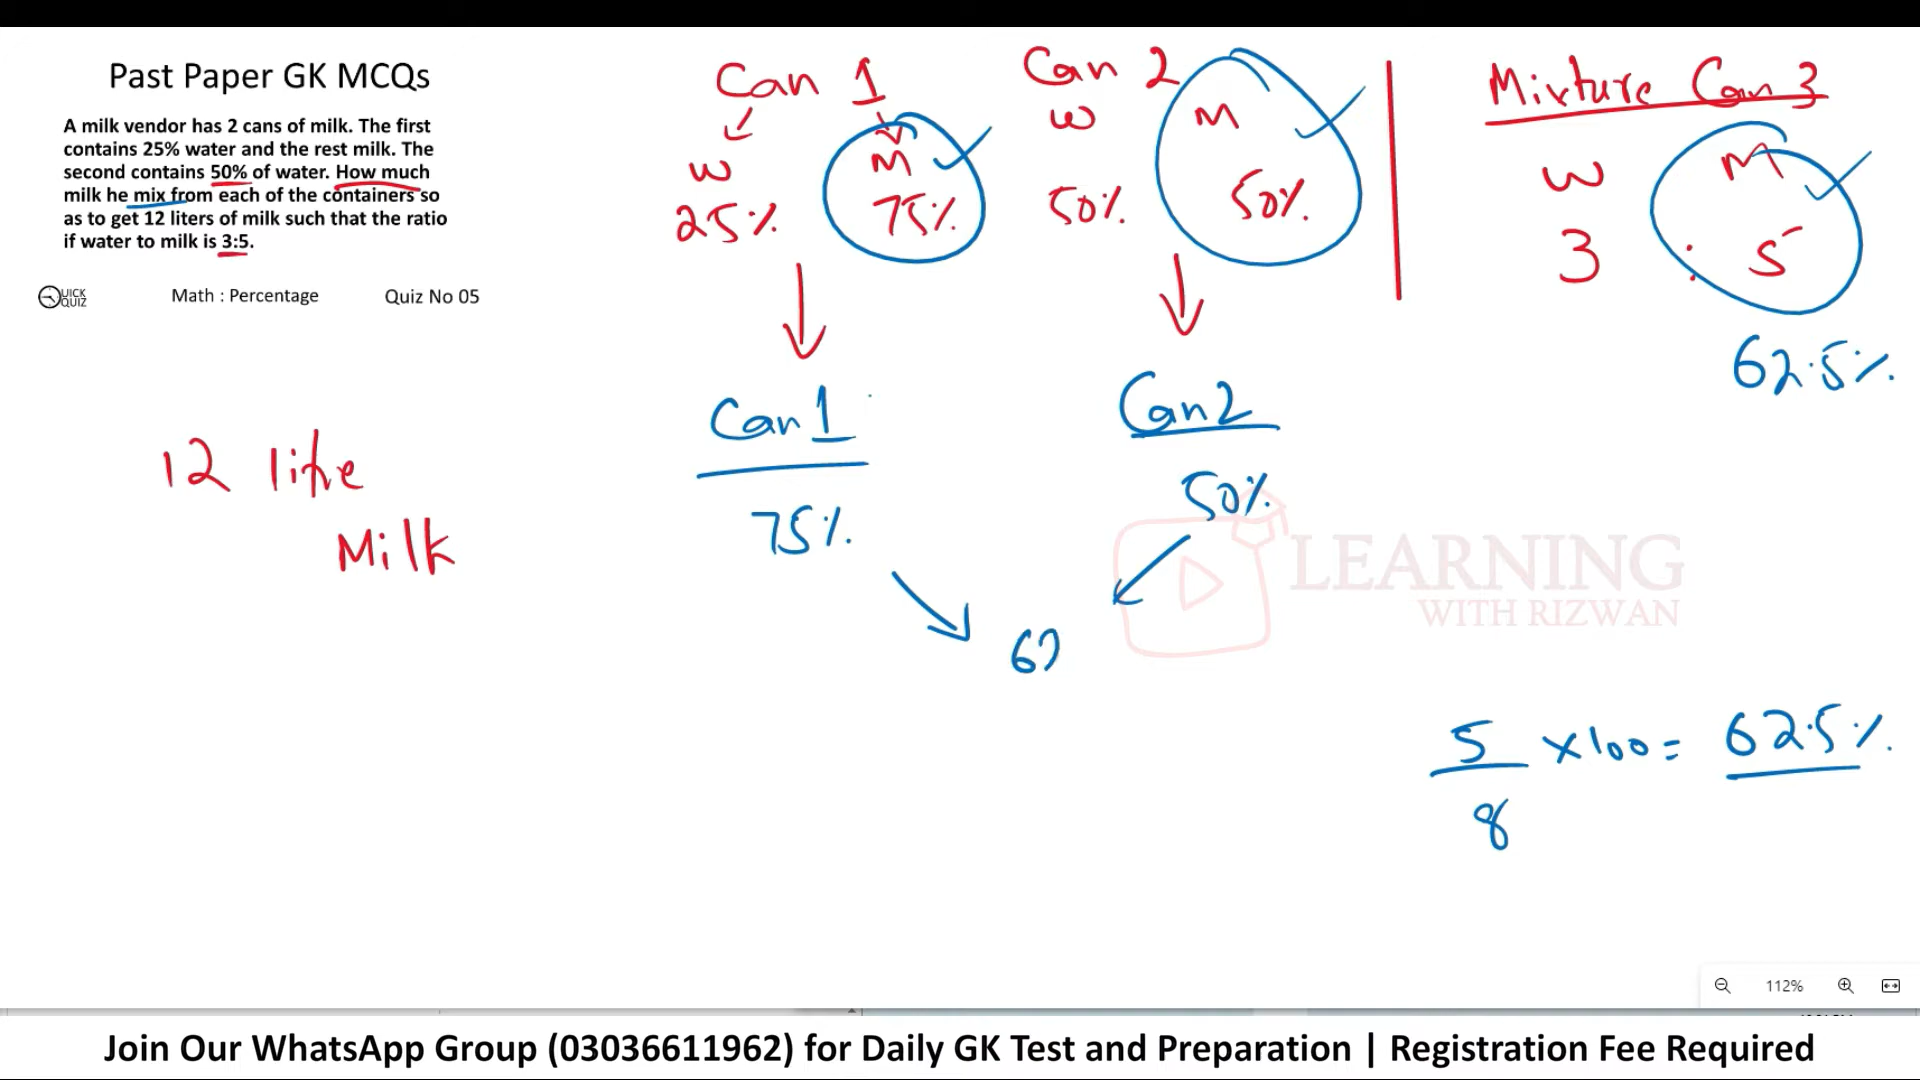 Past Paper GK MCQs
A milk vendor has 2 cans of milk. The first
contains 25% water and the rest milk. The
second contains 50% of water. How much
milk he mix from each of the containers so
as to get 12 liters of milk such that the ratio
if water to milk is 3:5.
QUICK QUIZ
Math : Percentage
Quiz No 05
Can 1
W M
25% 75%
Can 2
W M
50% 50%
Mixture Can 3
W M
3 : 5
62.5%
12 litre
Milk
Can 1
75%
Can 2
50%
LEARNING
WITH RIZWAN
5
8
×100 = 62.5%
112%
Join Our WhatsApp Group (03036611962) for Daily GK Test and Preparation | Registration Fee Required